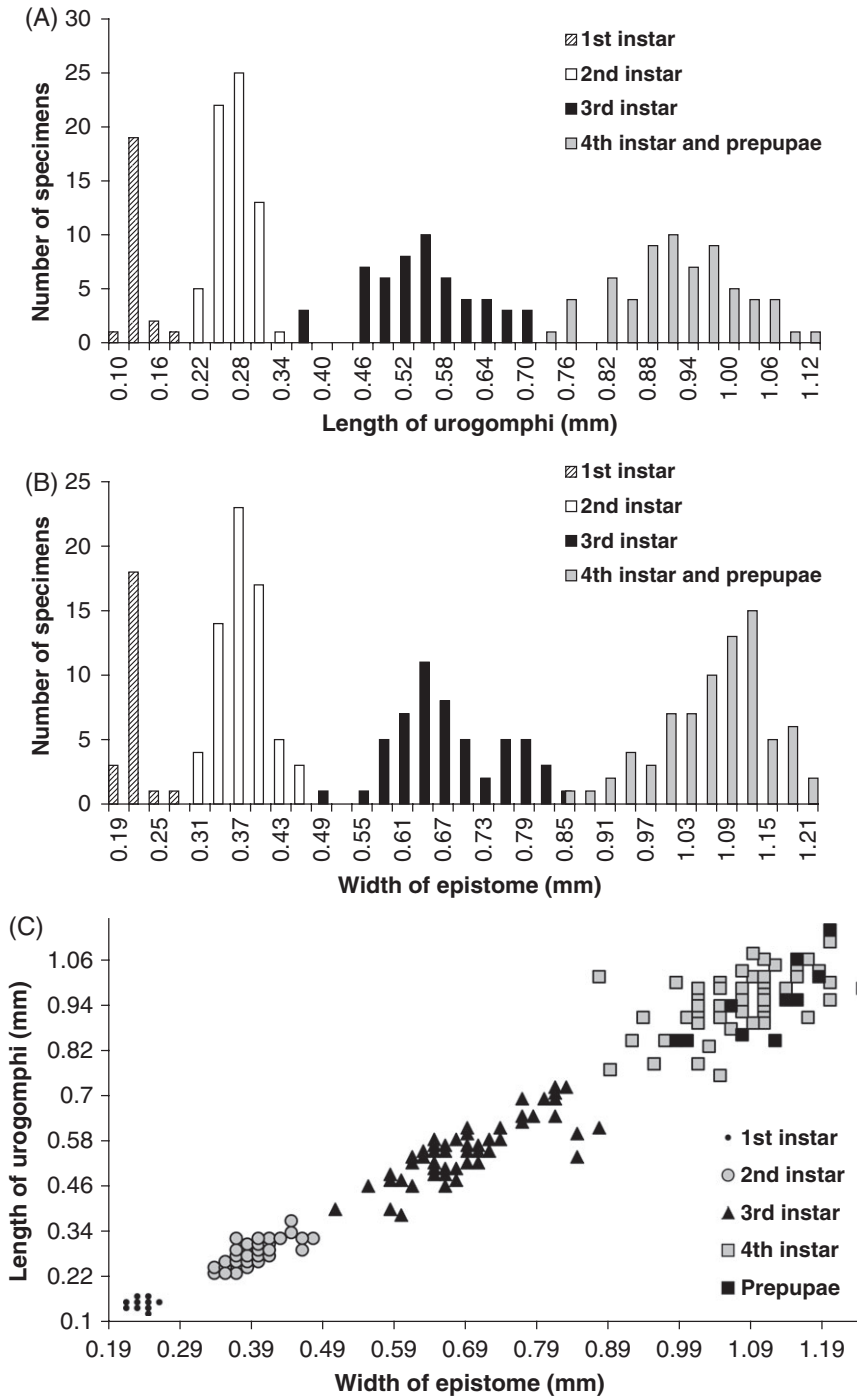 (A)
30
25
20
15
10
5
0
Number of specimens
1st instar
2nd instar
3rd instar
4th instar and prepupae
0.10 0.16 0.22 0.28 0.34 0.40 0.46 0.52 0.58 0.64 0.70 0.76 0.82 0.88 0.94 1.00 1.06 1.12
Length of urogomphi (mm)
(B)
25
20
15
10
5
0
Number of specimens
1st instar
2nd instar
3rd instar
4th instar and prepupae
0.19 0.25 0.31 0.37 0.43 0.49 0.55 0.61 0.67 0.73 0.79 0.85 0.91 0.97 1.03 1.09 1.15 1.21
Width of epistome (mm)
(C)
1.06
0.94
0.82
0.7
0.58
0.46
0.34
0.22
0.1
Length of urogomphi (mm)
1st instar
2nd instar
3rd instar
4th instar
Prepupae
0.19 0.29 0.39 0.49 0.59 0.69 0.79 0.89 0.99 1.09 1.19
Width of epistome (mm)